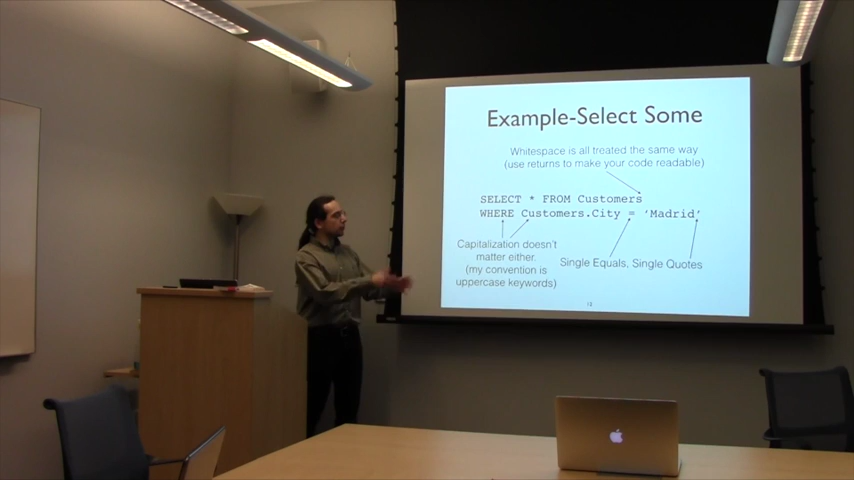 Example-Select Some
Whitespace is all treated the same way
(use returns to make your code readable)
SELECT * FROM Customers
WHERE Customers.City = ‘Madrid’
Capitalization doesn't
matter either.
(my convention is
uppercase keywords)
Single Equals, Single Quotes